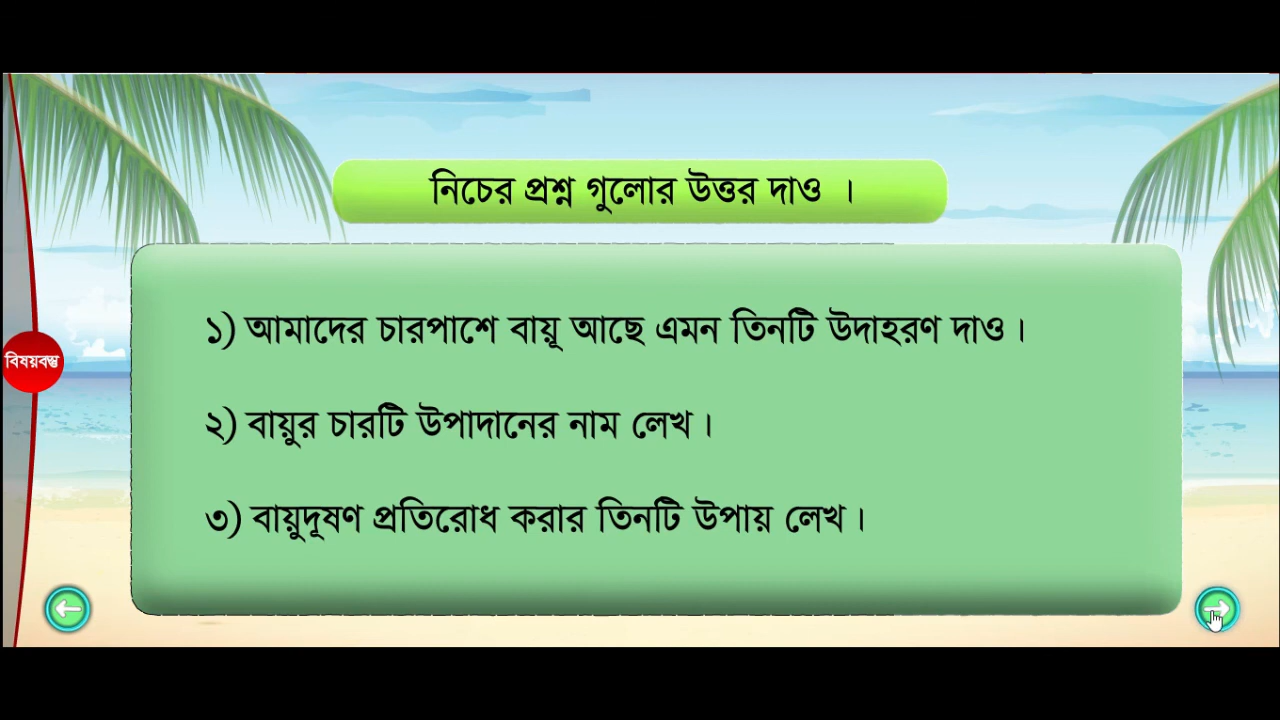 নিচের প্রশ্ন গুলোর উত্তর দাও ।
১) আমাদের চারপাশে বায়ূ আছে এমন তিনটি উদাহরণ দাও।
বিষয়বস্তু
২) বায়ুর চারটি উপাদানের নাম লেখ।
৩) বায়ুদূষণ প্রতিরোধ করার তিনটি উপায় লেখ।